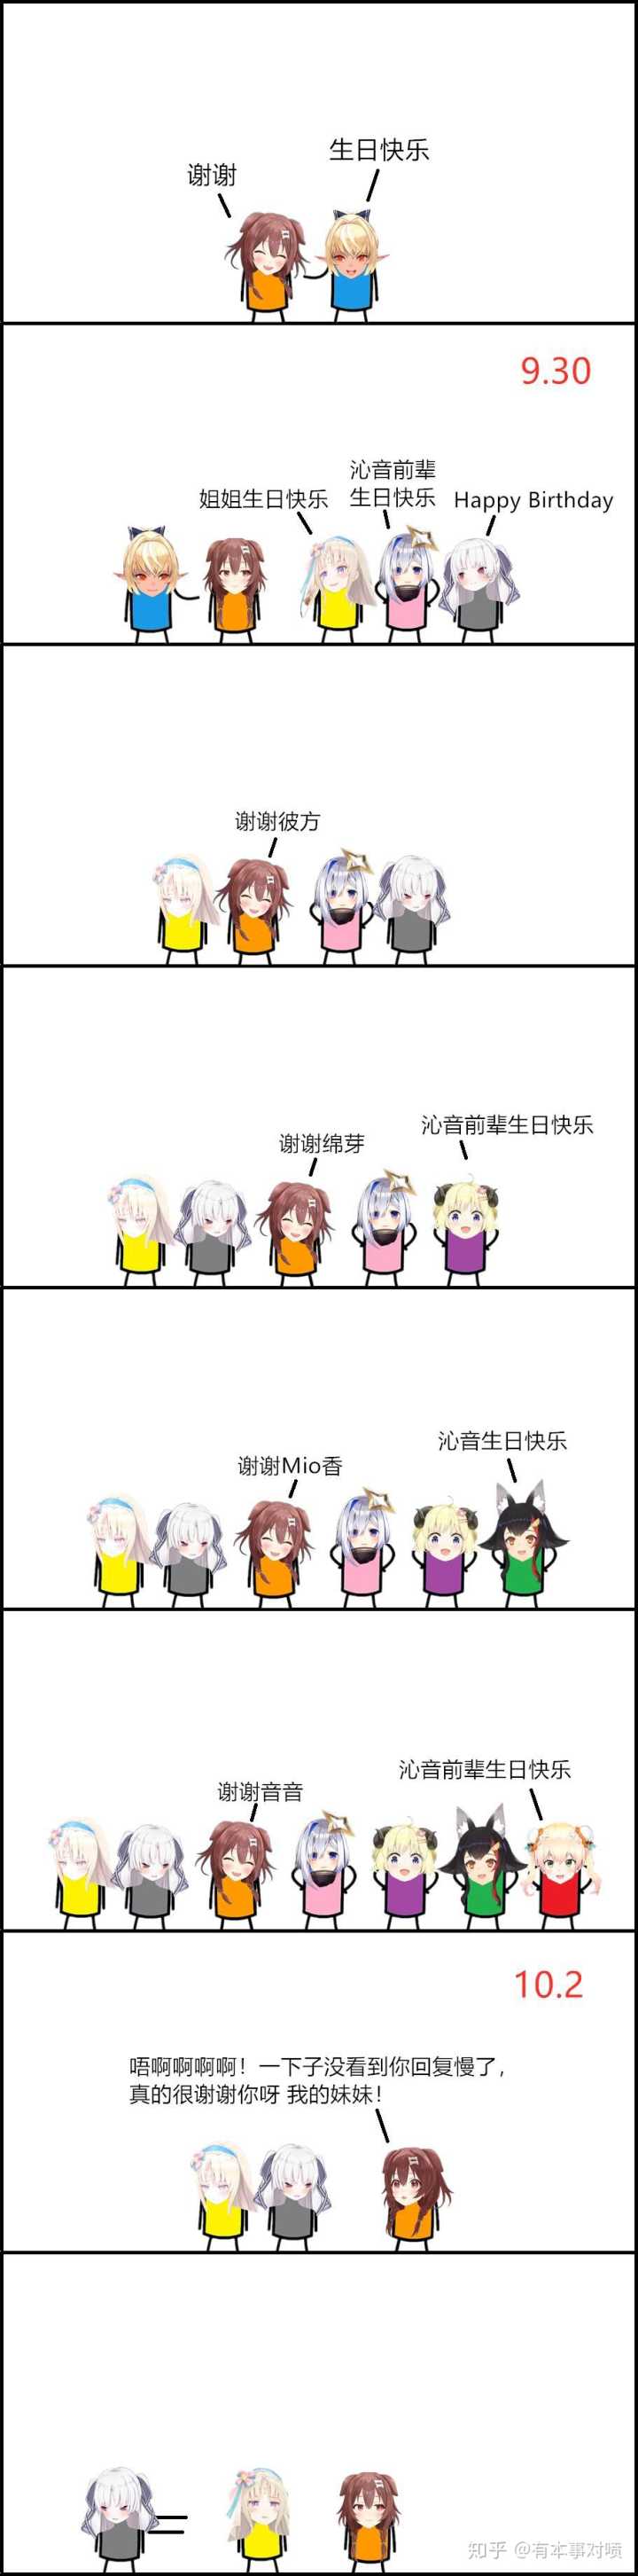 生日快乐
谢谢
9.30
沁音前辈
生日快乐
姐姐生日快乐
Happy Birthday
谢谢彼方
沁音前辈生日快乐
谢谢绵芽
沁音生日快乐
谢谢Mio香
沁音前辈生日快乐
谢谢音音
10.2
唔啊啊啊啊！一下子没看到你回复慢了，
真的很谢谢你呀 我的妹妹！
知乎 @有本事对喷